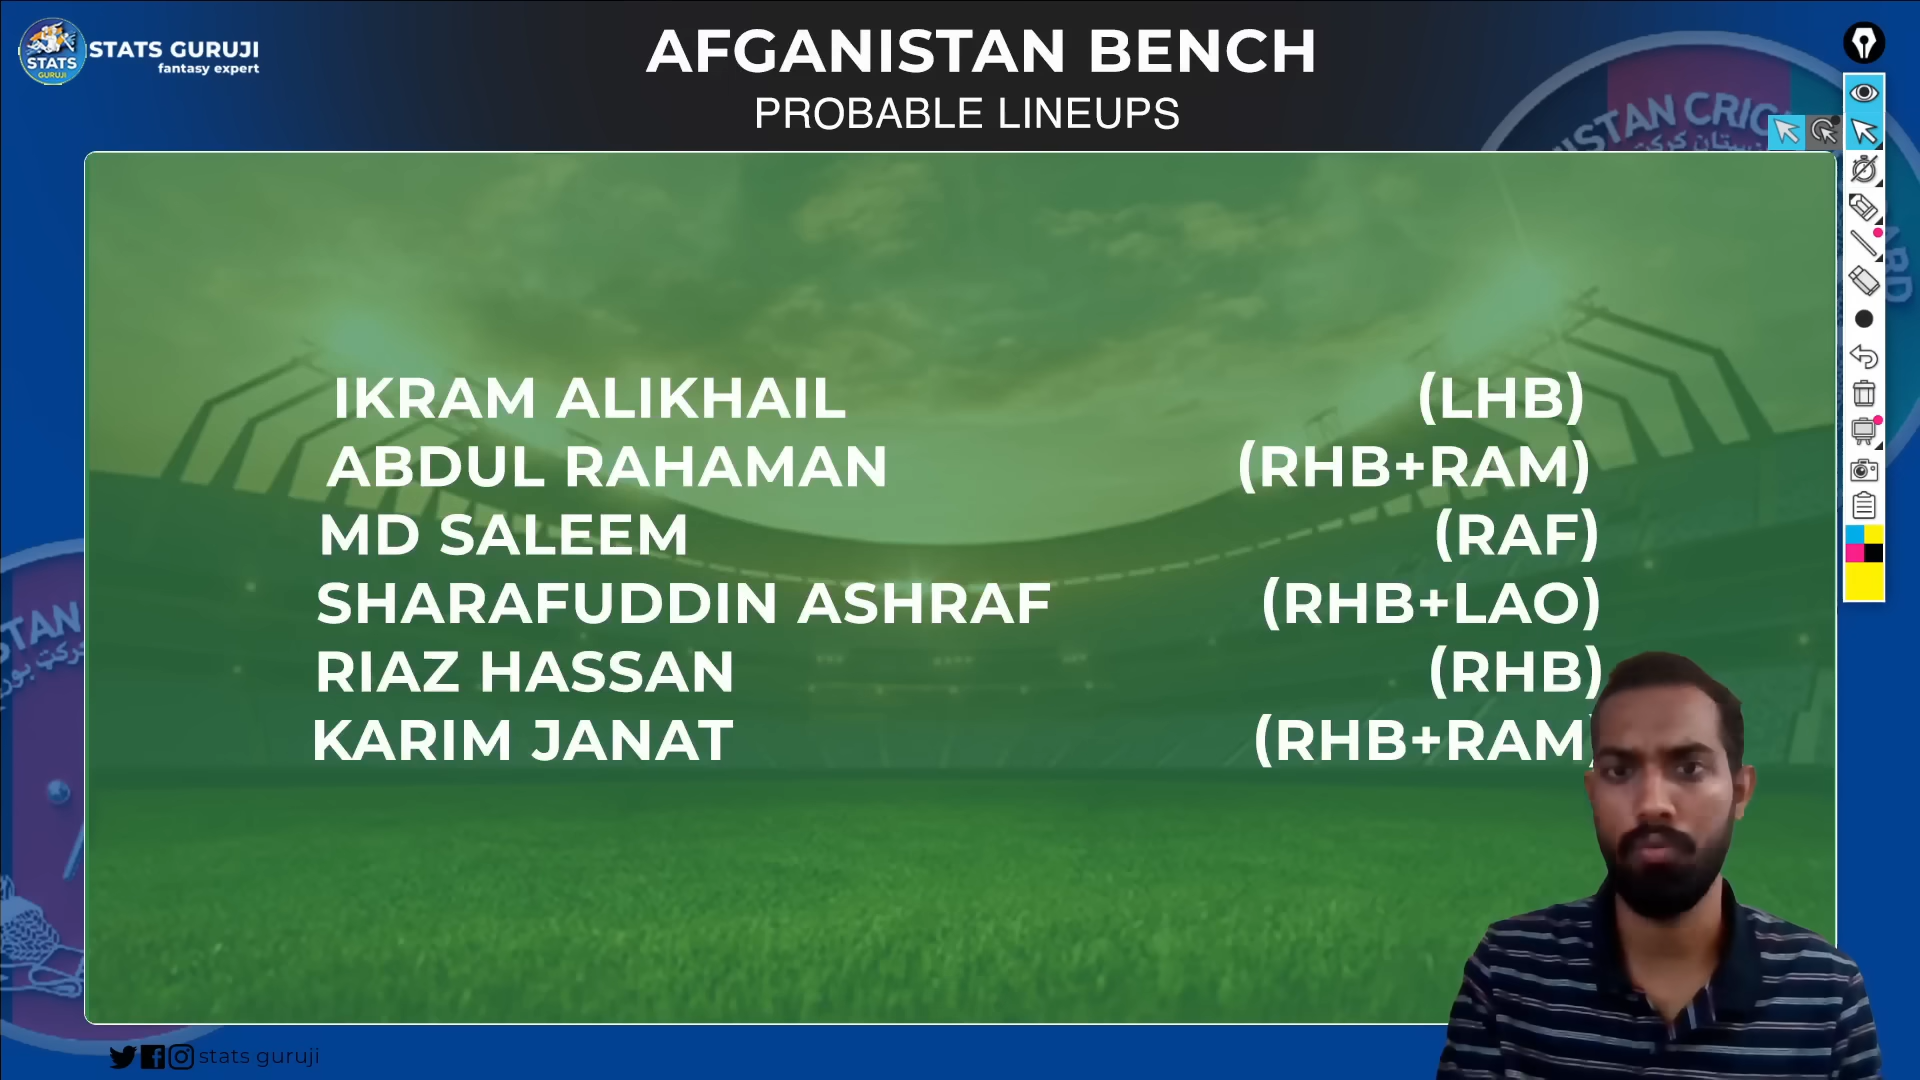 STATS GURUJI
fantasy expert
STATS
GURUJI
AFGANISTAN BENCH
PROBABLE LINEUPS
IKRAM ALIKHAIL (LHB)
ABDUL RAHAMAN (RHB+RAM)
MD SALEEM (RAF)
SHARAFUDDIN ASHRAF (RHB+LAO)
RIAZ HASSAN (RHB)
KARIM JANAT (RHB+RAM)
stats guruji